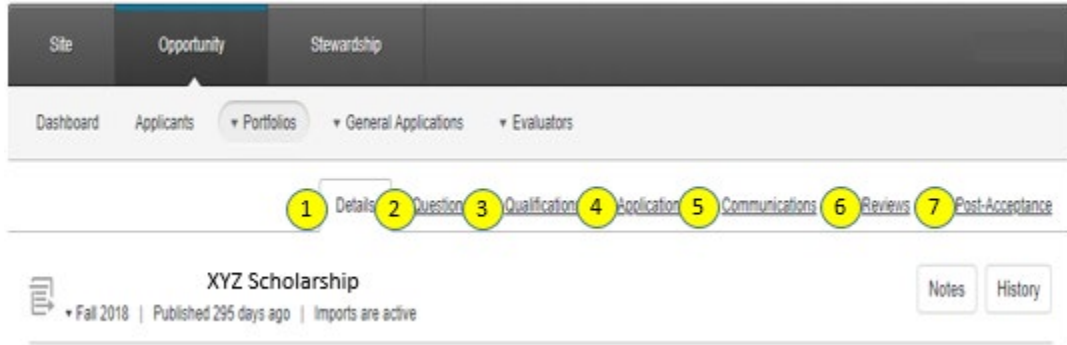 Site Opportunity Stewardship
Dashboard Applicants ▾ Portfolios ▾ General Applications ▾ Evaluators
1 Details 2 Question 3 Qualification 4 Application 5 Communications 6 Reviews 7 Post-Acceptance
XYZ Scholarship
▾ Fall 2018 | Published 295 days ago | Imports are active
Notes History